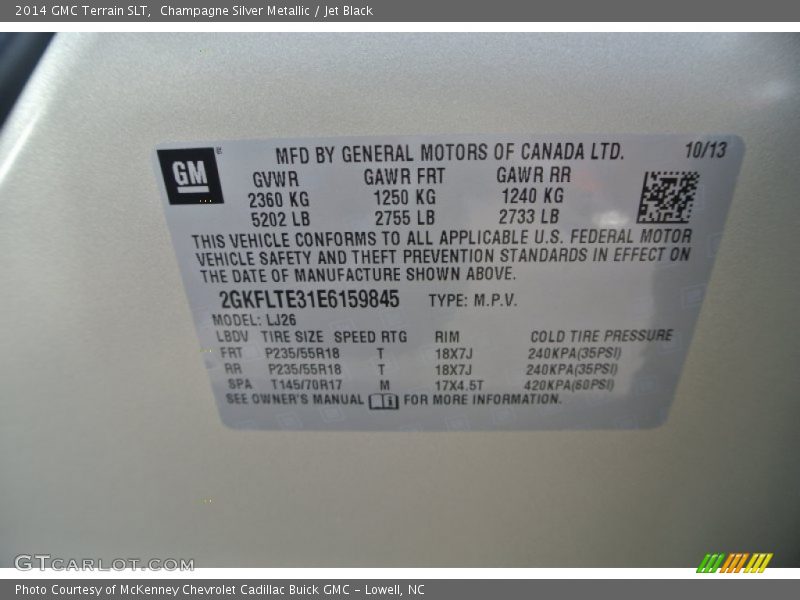 2014 GMC Terrain SLT, Champagne Silver Metallic / Jet Black
GM
MFD BY GENERAL MOTORS OF CANADA LTD. 10/13
GVWR GAWR FRT GAWR RR
2360 KG 1250 KG 1240 KG
5202 LB 2755 LB 2733 LB
THIS VEHICLE CONFORMS TO ALL APPLICABLE U.S. FEDERAL MOTOR
VEHICLE SAFETY AND THEFT PREVENTION STANDARDS IN EFFECT ON
THE DATE OF MANUFACTURE SHOWN ABOVE.
2GKFLTE31E6159845 TYPE: M.P.V.
MODEL: LJ26
LBDV TIRE SIZE SPEED RTG RIM COLD TIRE PRESSURE
FRT P235/55R18 T 18X7J 240KPA(35PSI)
RR P235/55R18 T 18X7J 240KPA(35PSI)
SPA T145/70R17 M 17X4.5T 420KPA(60PSI)
SEE OWNER'S MANUAL FOR MORE INFORMATION.
GTCARLOT.COM
Photo Courtesy of McKenney Chevrolet Cadillac Buick GMC - Lowell, NC